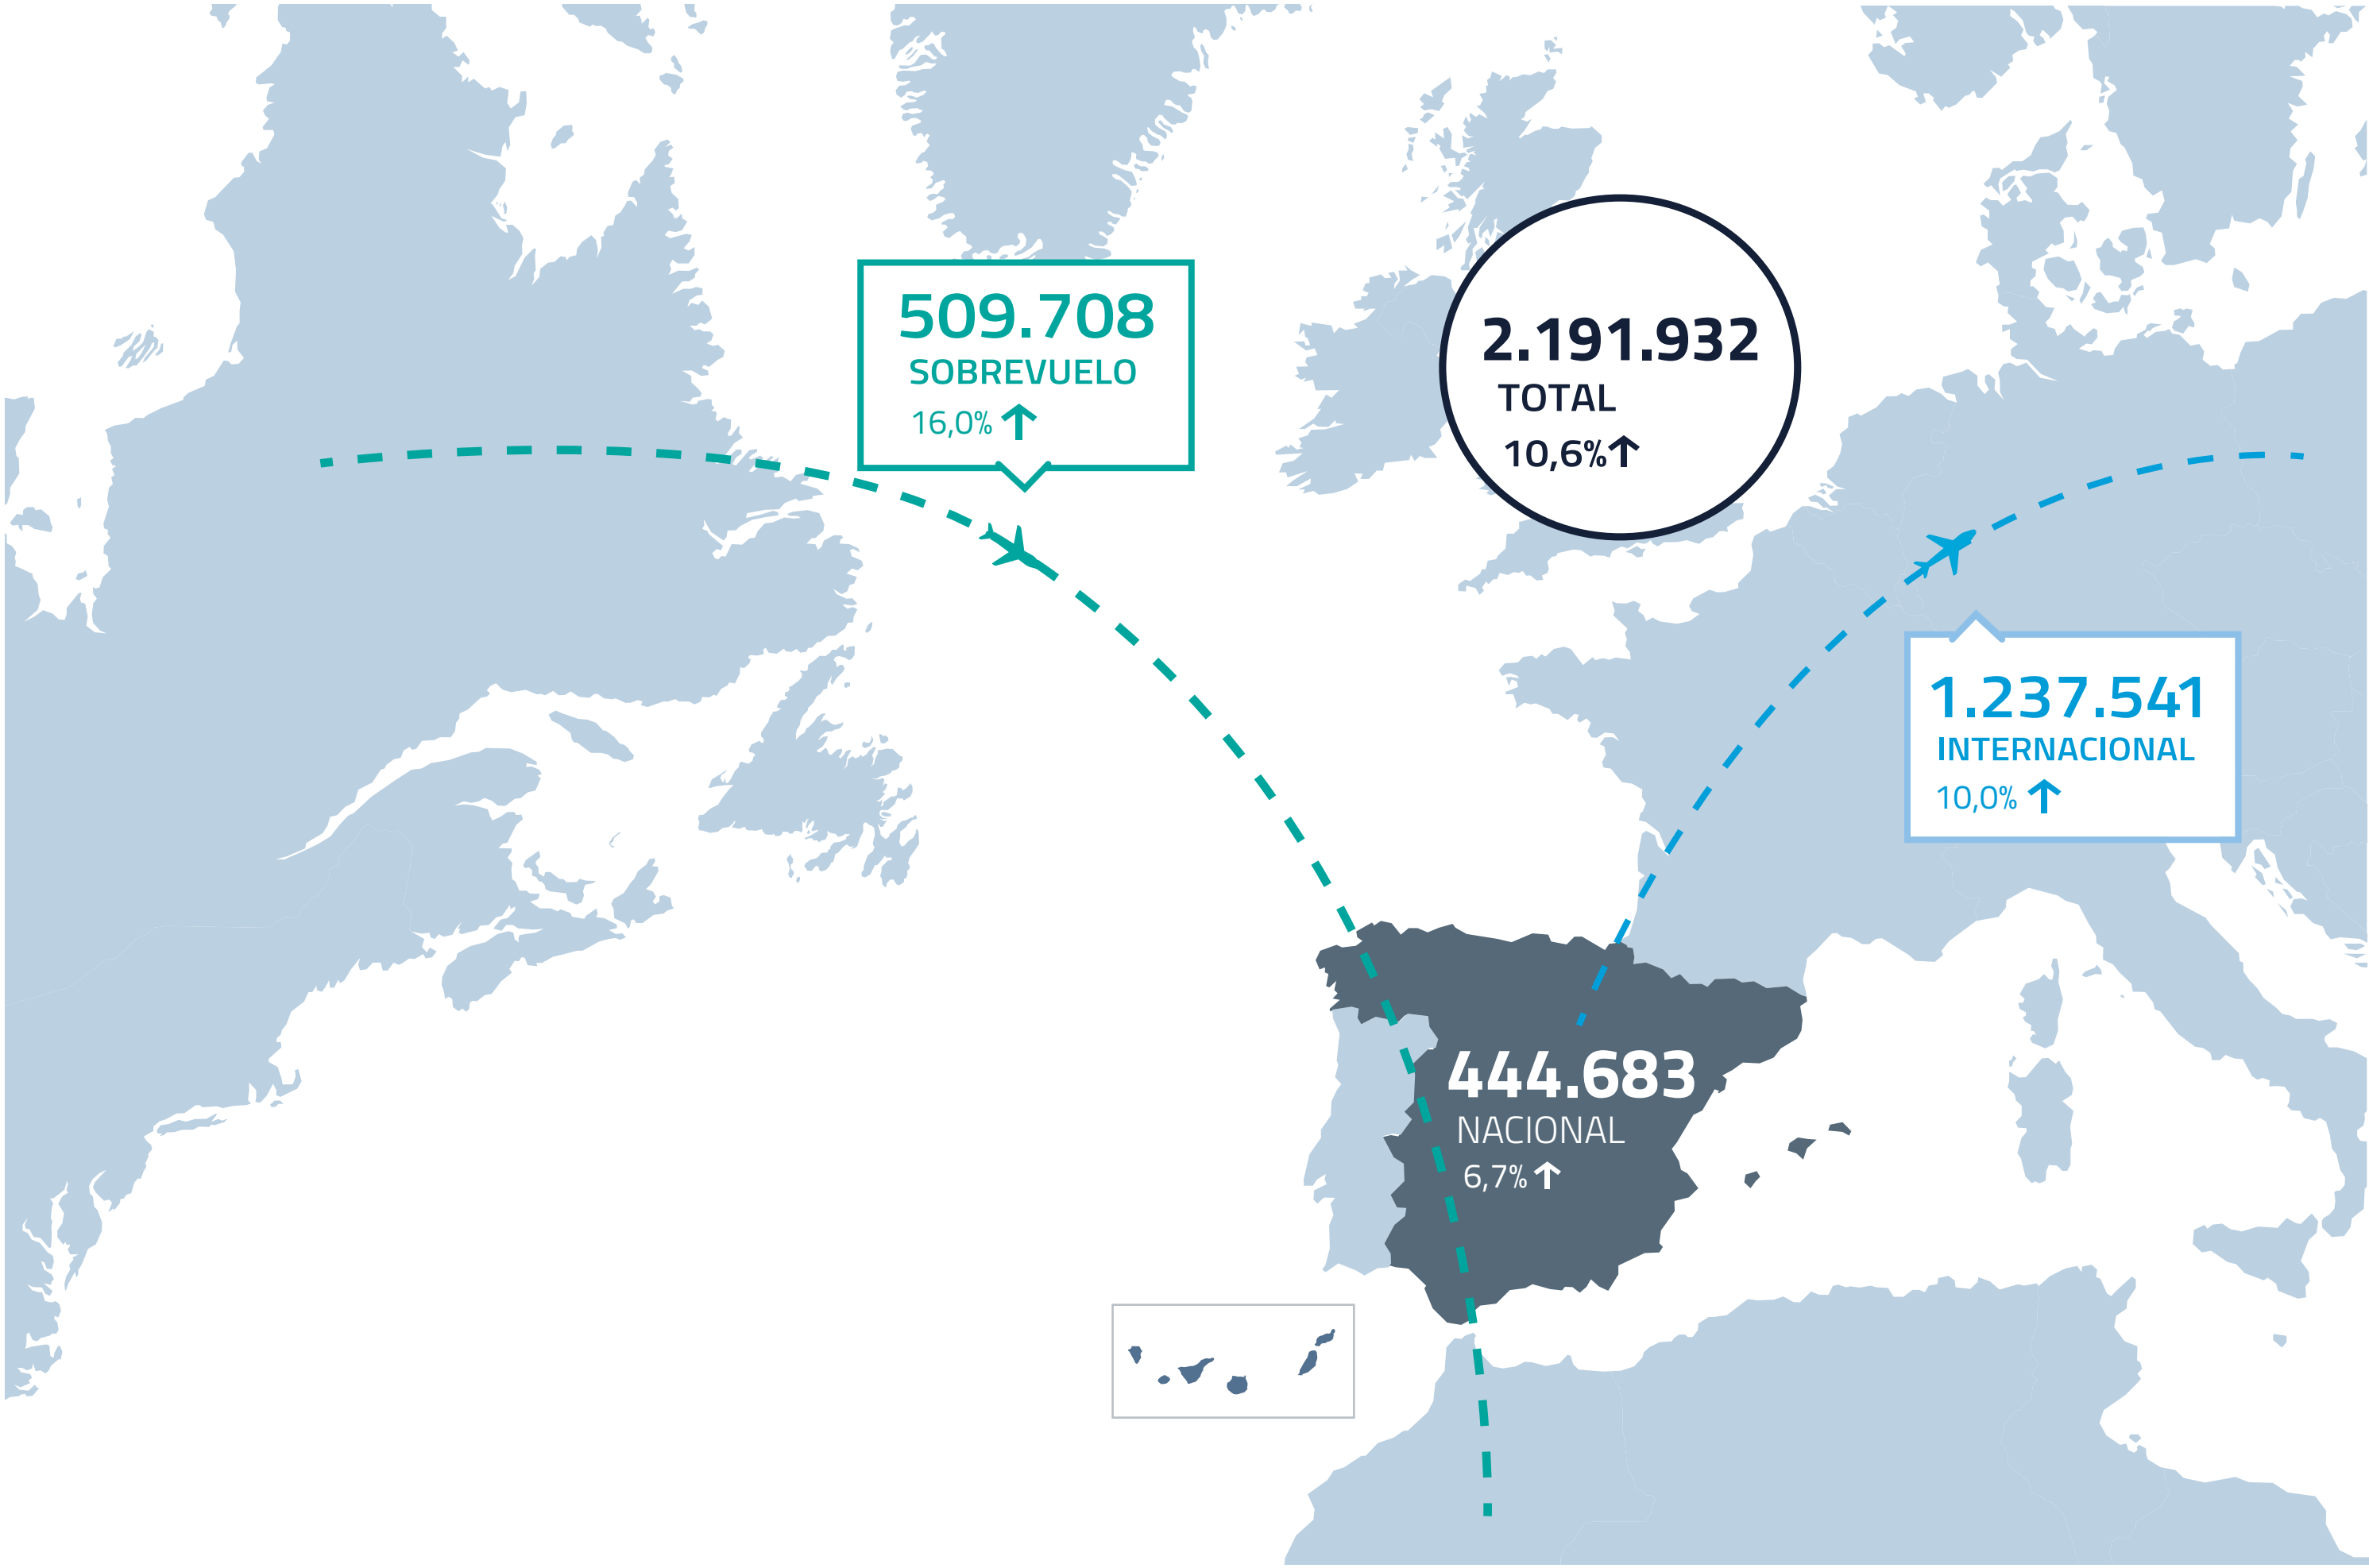 509.708
SOBREVUELO
16,0%
2.191.932
TOTAL
10,6%
1.237.541
INTERNACIONAL
10,0%
444.683
NACIONAL
6,7%